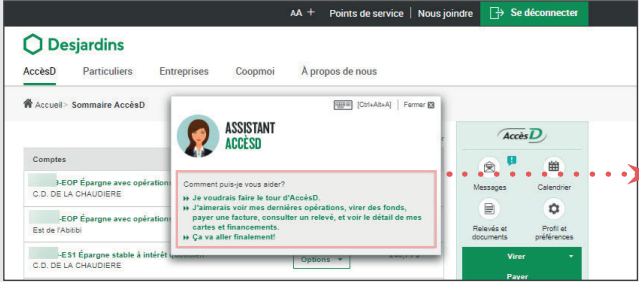 AA + Points de service | Nous joindre Se déconnecter
Desjardins
AccèsD Particuliers Entreprises Coopmoi À propos de nous
Accueil > Sommaire AccèsD
[Ctrl+Alt+A] | Fermer
ASSISTANT
ACCÈSD
Comment puis-je vous aider?
Je voudrais faire le tour d'AccèsD.
J'aimerais voir mes dernières opérations, virer des fonds,
payer une facture, consulter un relevé, et voir le détail de mes
cartes et financements.
Ça va aller finalement!
Comptes
-EOP Épargne avec opérations
C.D. DE LA CHAUDIERE
-EOP Épargne avec opérations
Est de l'Abitibi
-ES1 Épargne stable à intérêt
C.D. DE LA CHAUDIERE
Options
AccèsD
Messages Calendrier
Relevés et Profil et
documents préférences
Virer
Payer